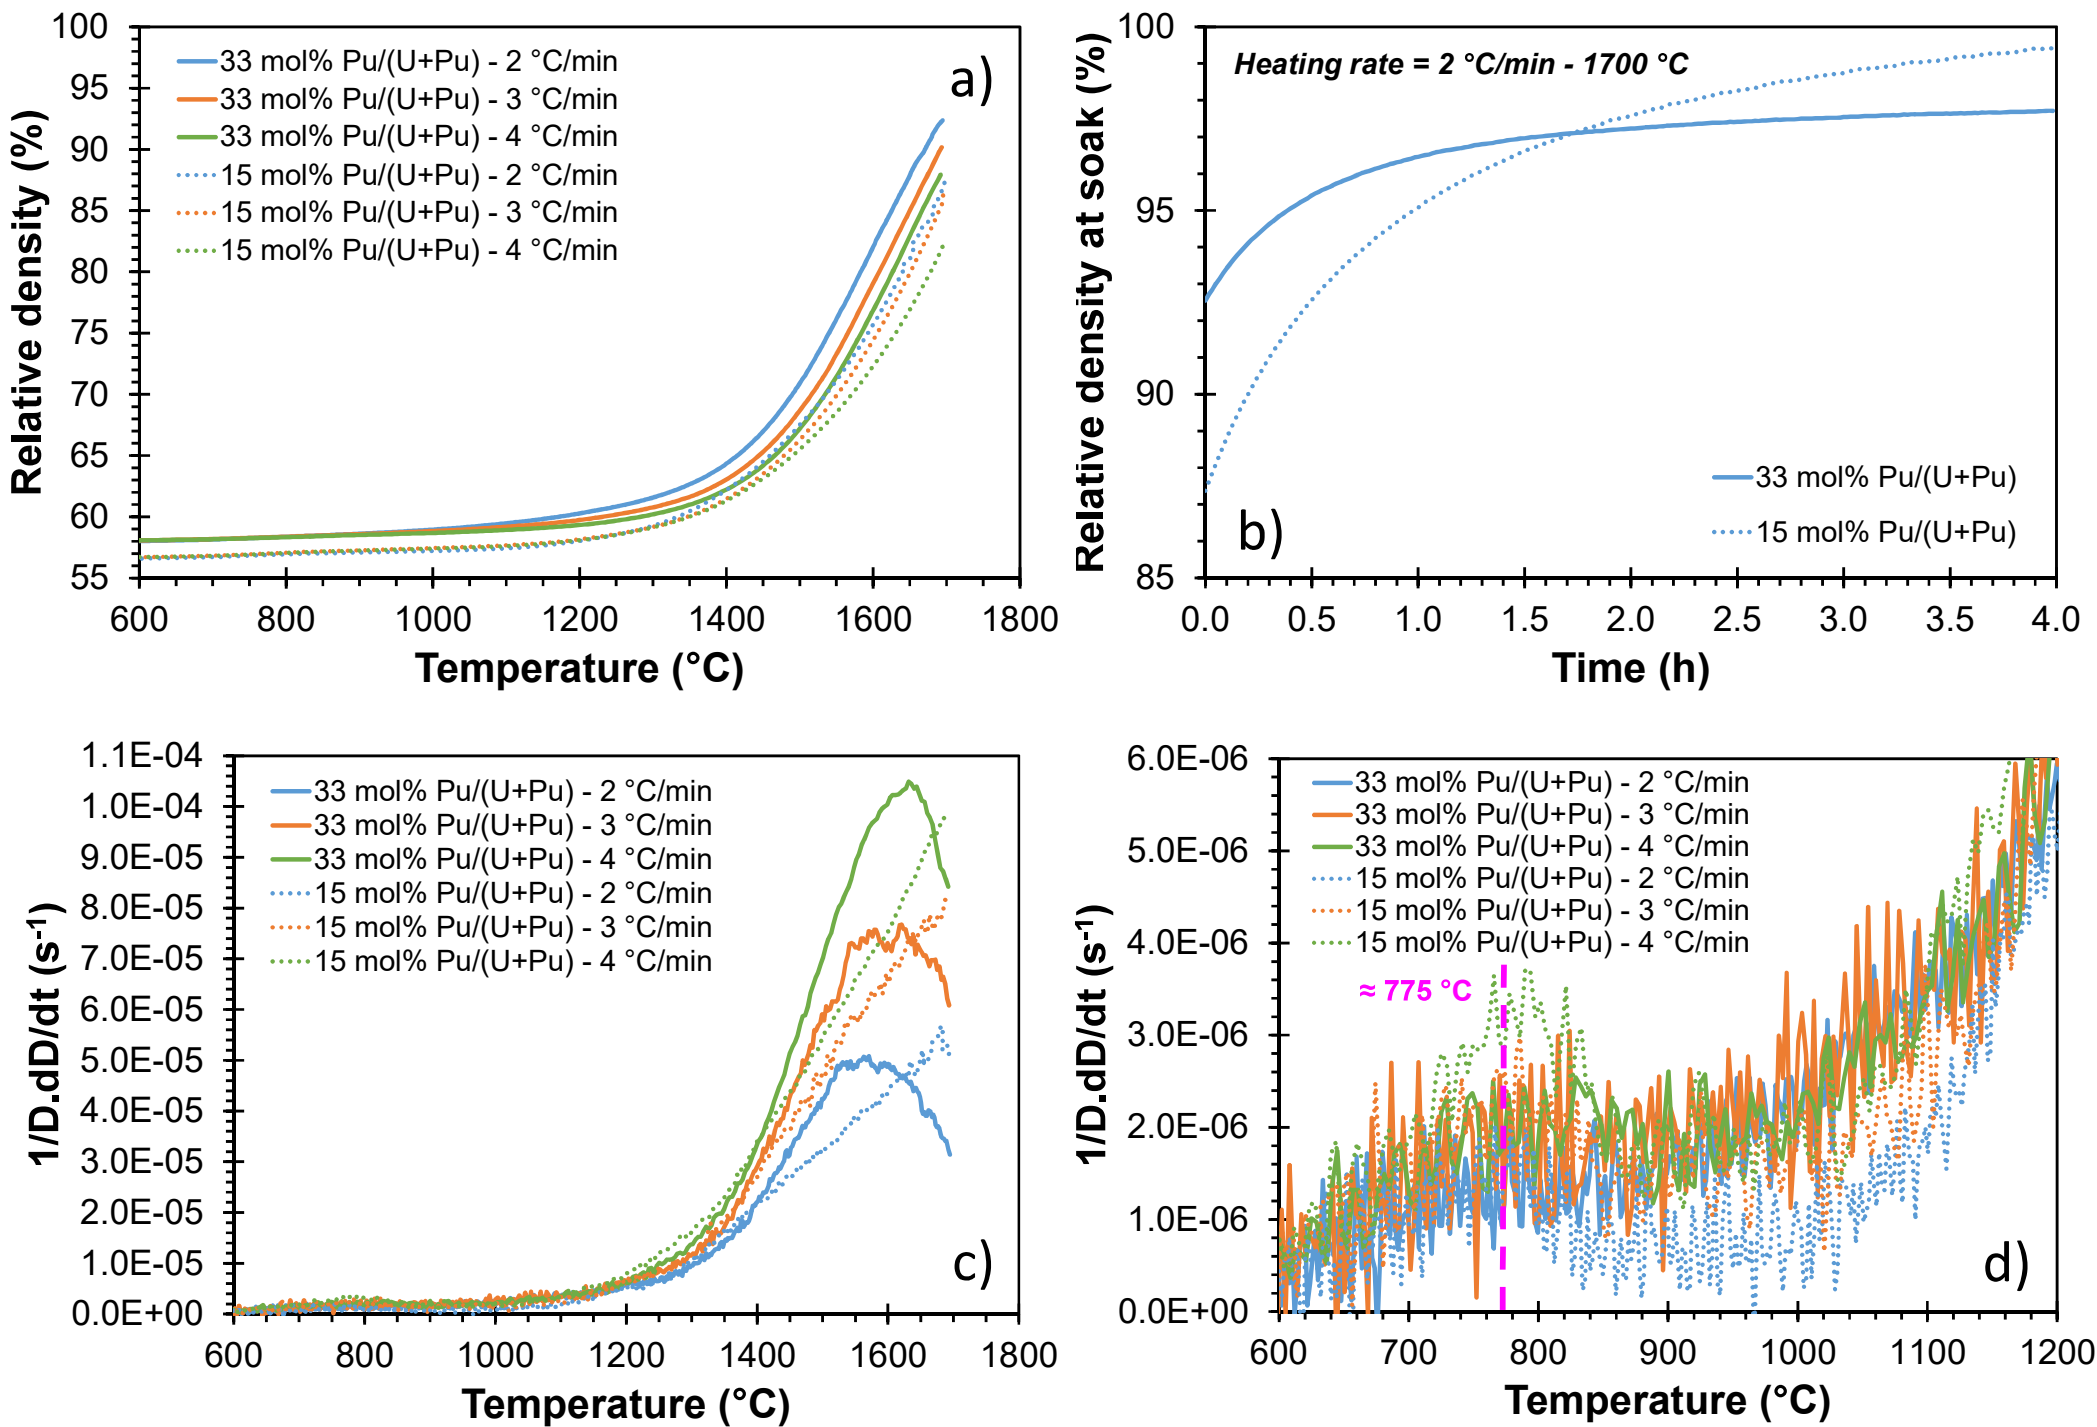 Relative density (%)
100
95
90
85
80
75
70
65
60
55
33 mol% Pu/(U+Pu) - 2 °C/min
33 mol% Pu/(U+Pu) - 3 °C/min
33 mol% Pu/(U+Pu) - 4 °C/min
15 mol% Pu/(U+Pu) - 2 °C/min
15 mol% Pu/(U+Pu) - 3 °C/min
15 mol% Pu/(U+Pu) - 4 °C/min
a)
600 800 1000 1200 1400 1600 1800
Temperature (°C)
Relative density at soak (%)
100
95
90
85
Heating rate = 2 °C/min - 1700 °C
33 mol% Pu/(U+Pu)
15 mol% Pu/(U+Pu)
b)
0.0 0.5 1.0 1.5 2.0 2.5 3.0 3.5 4.0
Time (h)
1/D.dD/dt (s-1)
1.1E-04
1.0E-04
9.0E-05
8.0E-05
7.0E-05
6.0E-05
5.0E-05
4.0E-05
3.0E-05
2.0E-05
1.0E-05
0.0E+00
33 mol% Pu/(U+Pu) - 2 °C/min
33 mol% Pu/(U+Pu) - 3 °C/min
33 mol% Pu/(U+Pu) - 4 °C/min
15 mol% Pu/(U+Pu) - 2 °C/min
15 mol% Pu/(U+Pu) - 3 °C/min
15 mol% Pu/(U+Pu) - 4 °C/min
c)
600 800 1000 1200 1400 1600 1800
Temperature (°C)
1/D.dD/dt (s-1)
6.0E-06
5.0E-06
4.0E-06
3.0E-06
2.0E-06
1.0E-06
0.0E+00
33 mol% Pu/(U+Pu) - 2 °C/min
33 mol% Pu/(U+Pu) - 3 °C/min
33 mol% Pu/(U+Pu) - 4 °C/min
15 mol% Pu/(U+Pu) - 2 °C/min
15 mol% Pu/(U+Pu) - 3 °C/min
15 mol% Pu/(U+Pu) - 4 °C/min
≈ 775 °C
d)
600 700 800 900 1000 1100 1200
Temperature (°C)